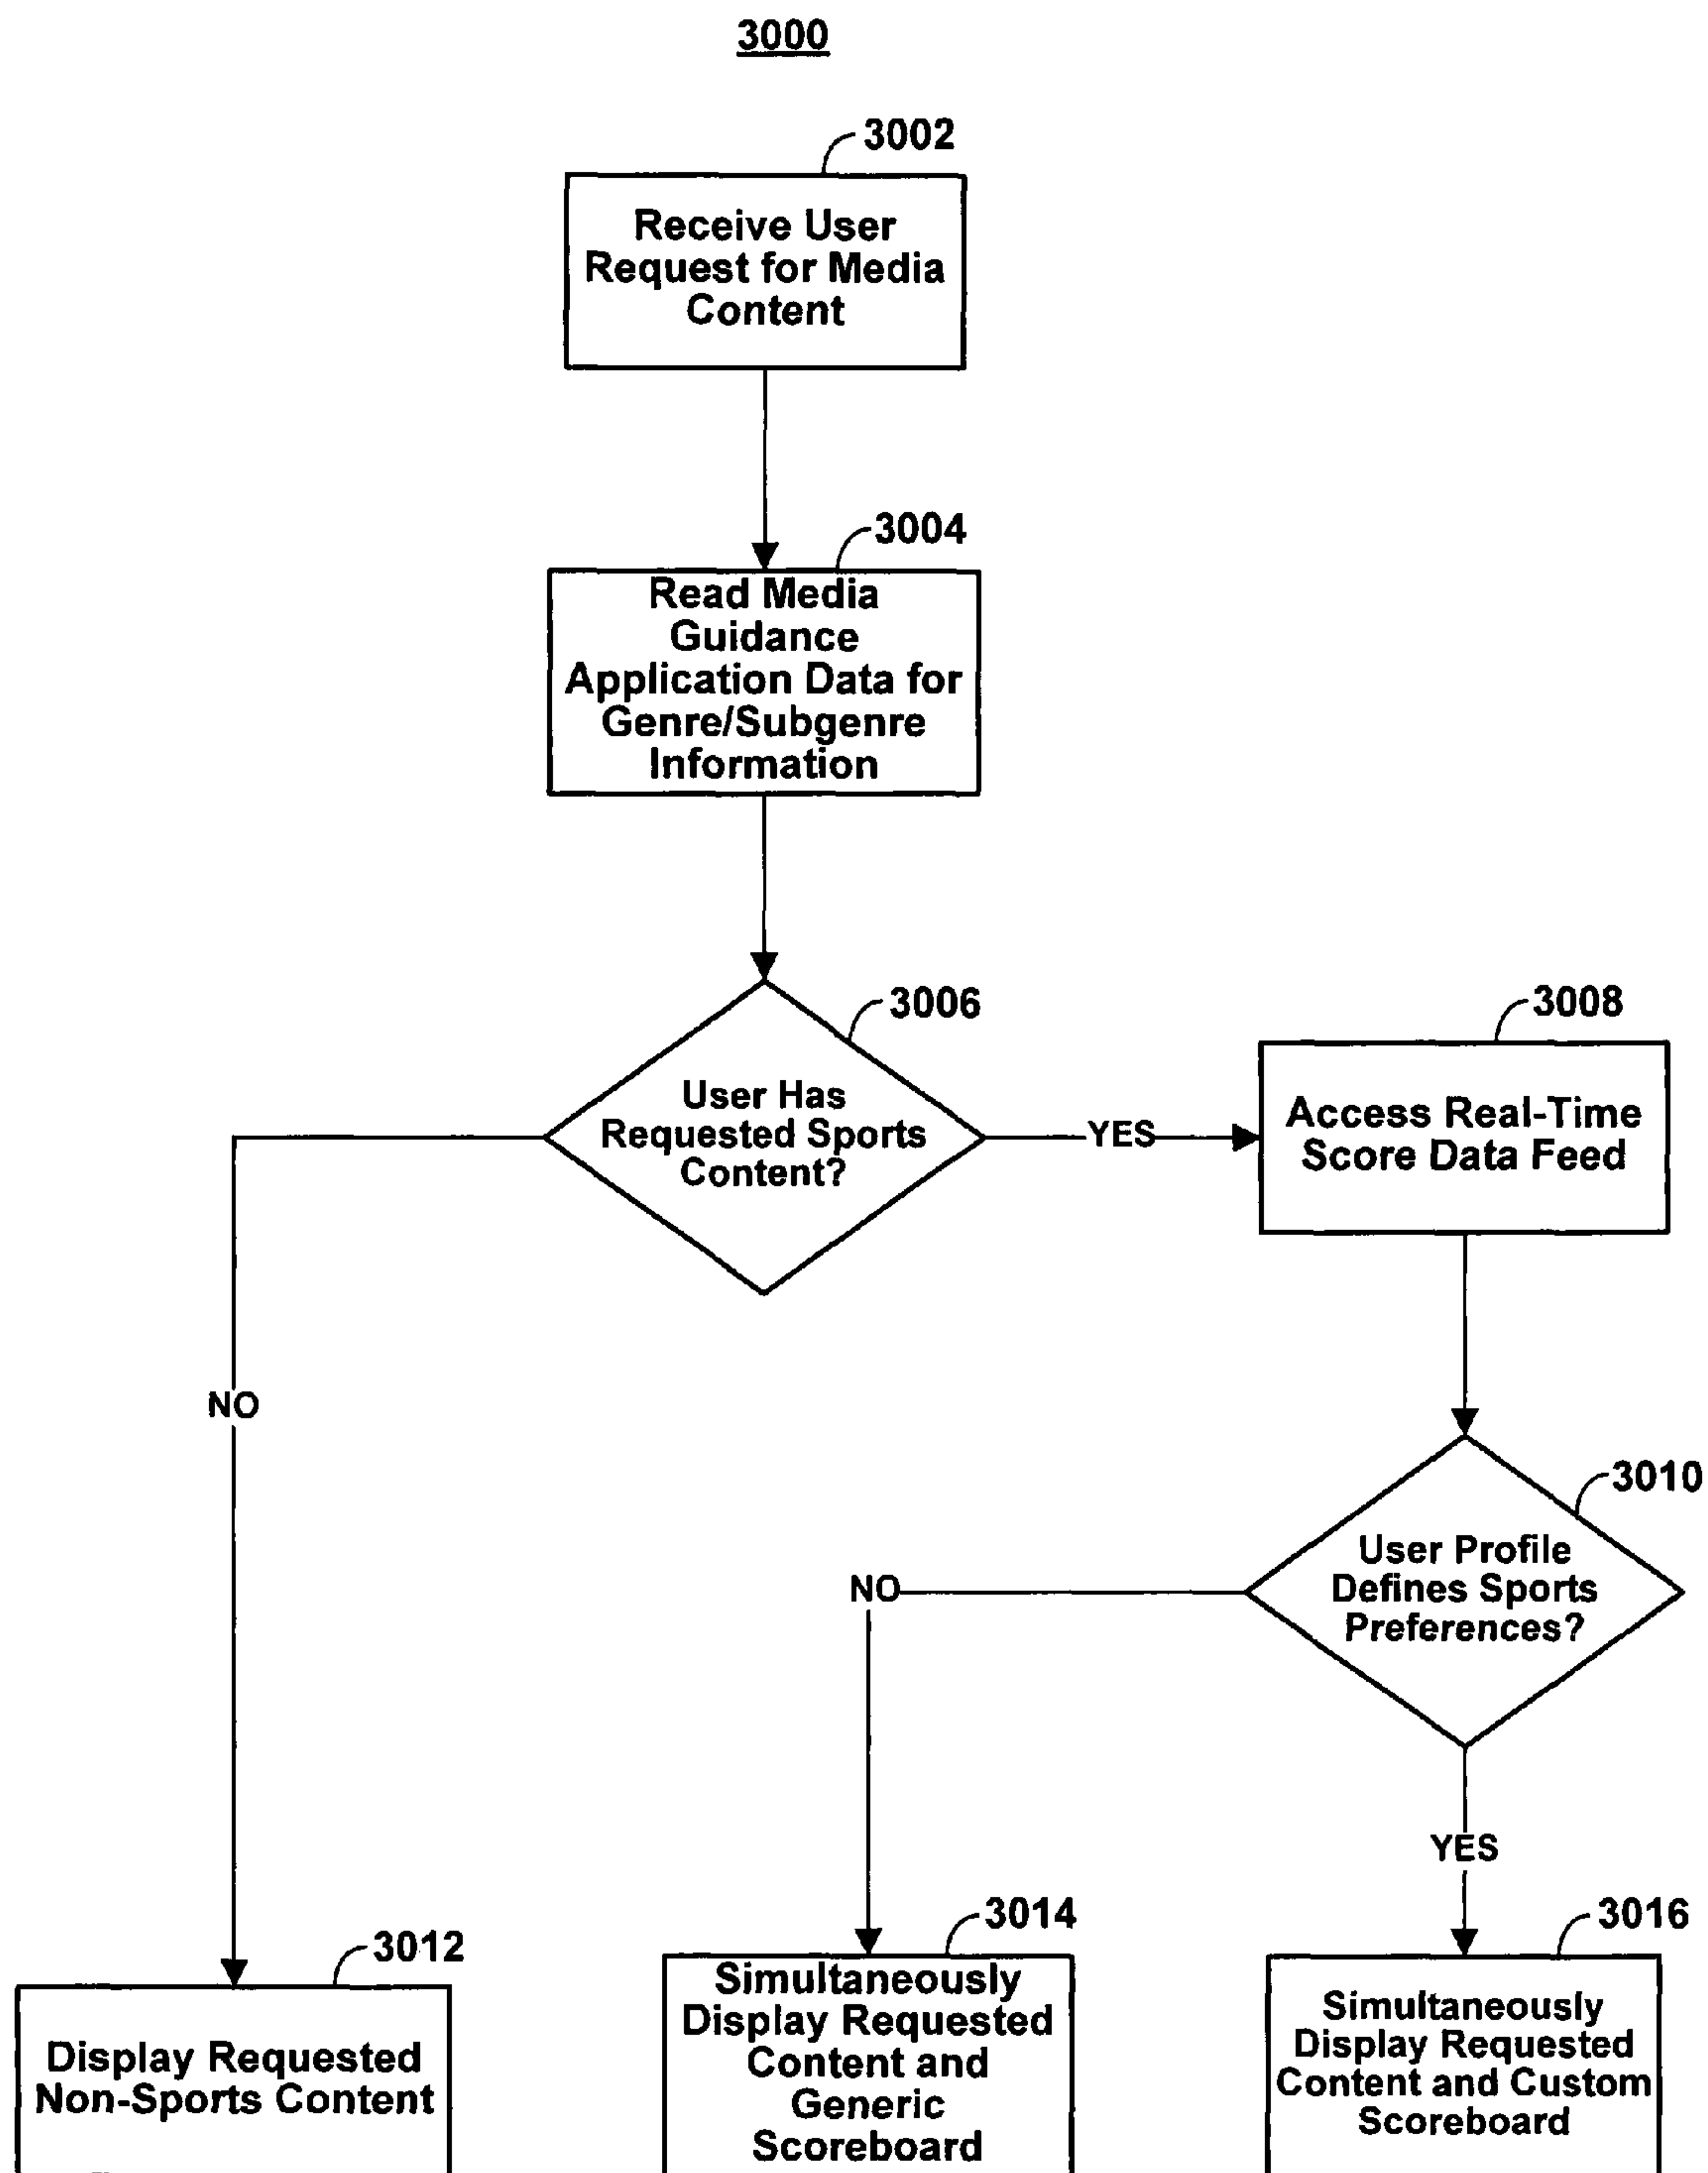 3000
3002
Receive User
Request for Media
Content
3004
Read Media
Guidance
Application Data for
Genre/Subgenre
Information
3006
User Has
Requested Sports
Content?
YES
3008
Access Real-Time
Score Data Feed
NO
3010
User Profile
Defines Sports
Preferences?
NO
YES
3012
Display Requested
Non-Sports Content
3014
Simultaneously
Display Requested
Content and
Generic
Scoreboard
3016
Simultaneously
Display Requested
Content and Custom
Scoreboard